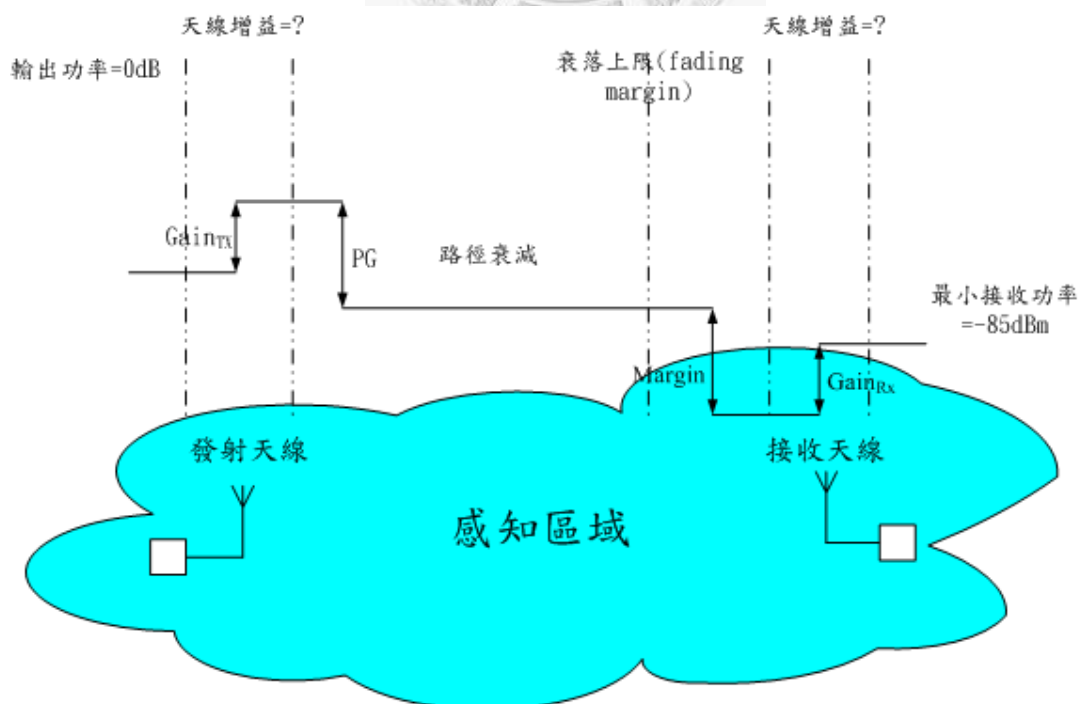 天線增益=?
天線增益=?
輸出功率=0dB
衰落上限(fading
margin)
GainTX
PG
路徑衰減
最小接收功率
=-85dBm
Margin
GainRx
發射天線
接收天線
感知區域